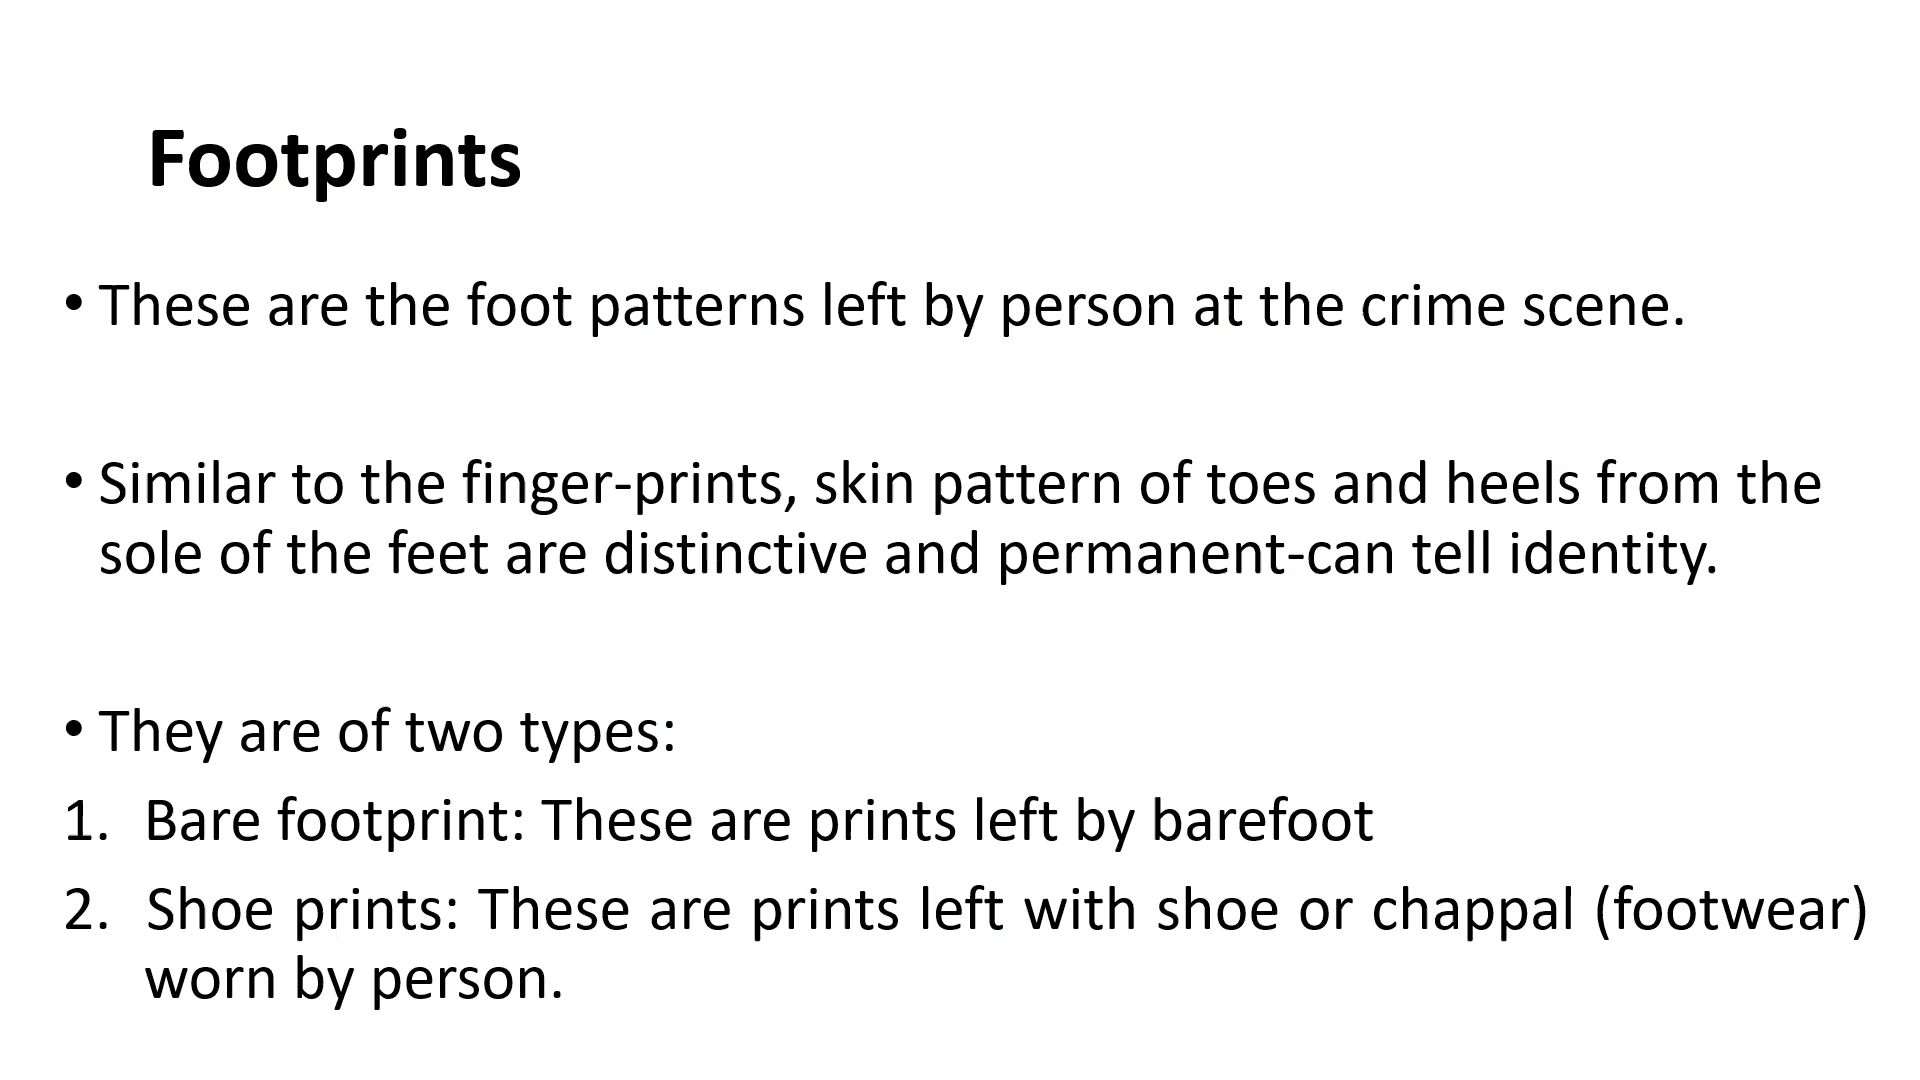 Footprints
• These are the foot patterns left by person at the crime scene.
• Similar to the finger-prints, skin pattern of toes and heels from the
sole of the feet are distinctive and permanent-can tell identity.
• They are of two types:
1. Bare footprint: These are prints left by barefoot
2. Shoe prints: These are prints left with shoe or chappal (footwear)
worn by person.